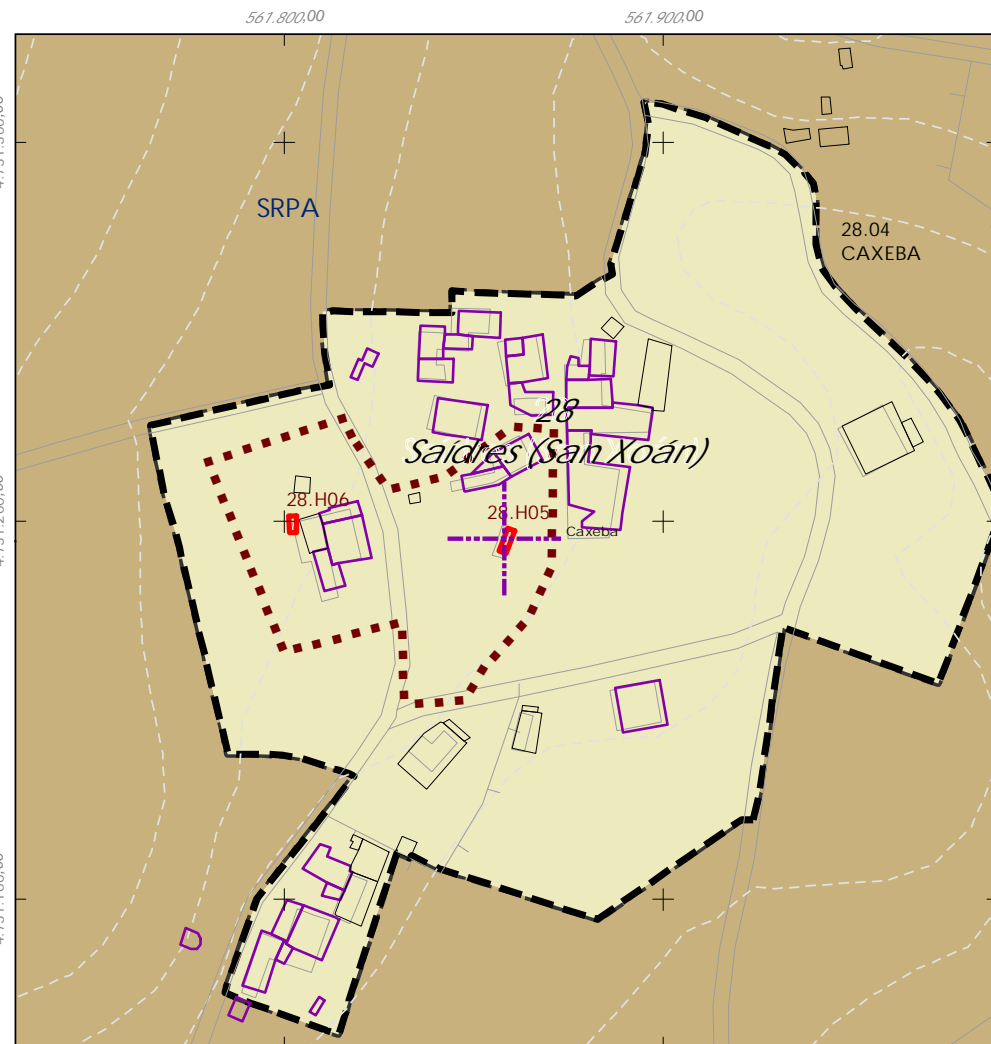 561.800,00
561.900,00
SRPA
28.04
CAXEBA
28
Saídres (San Xoán)
28.H06
28.H05
Caxeba